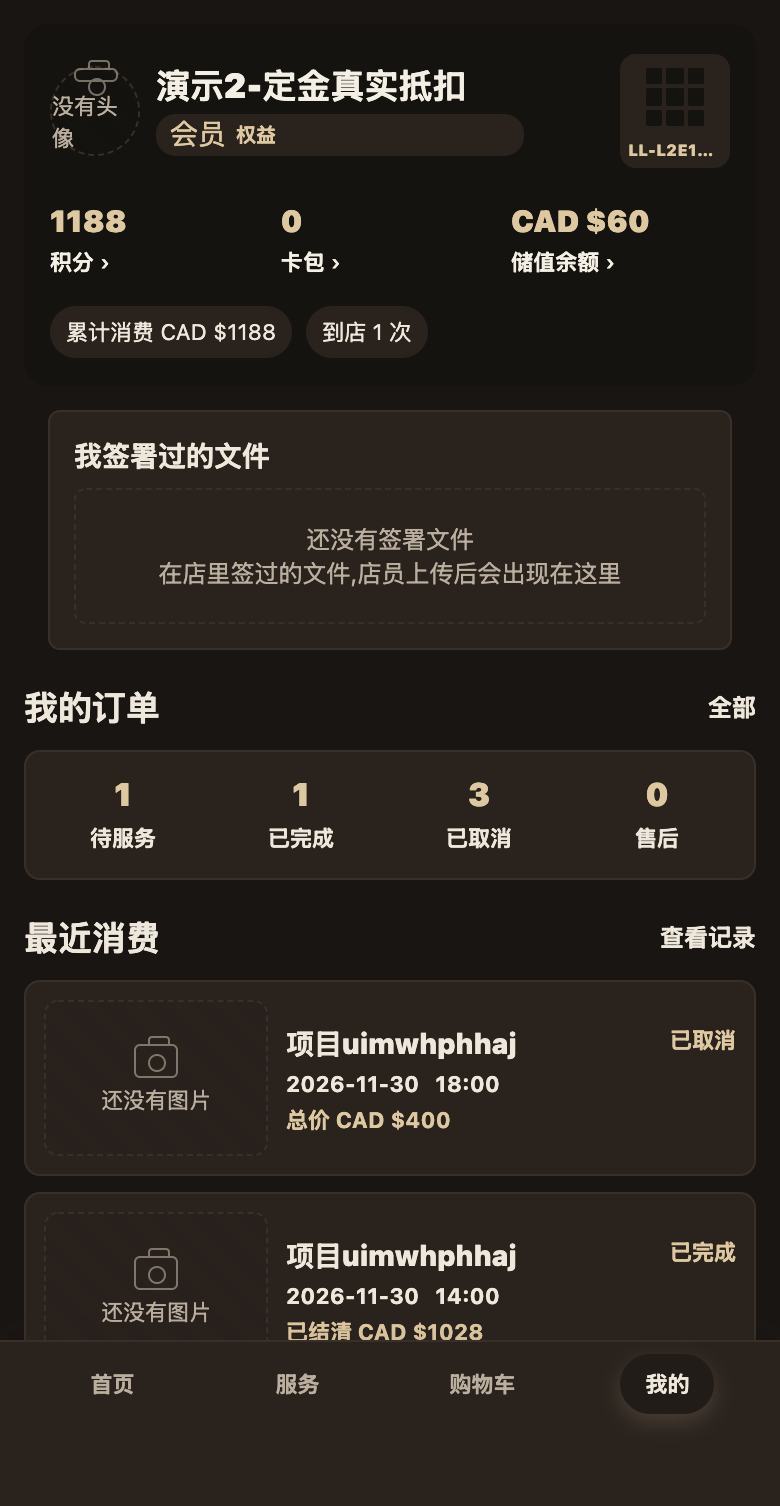 没有头
像
演示2-定金真实抵扣
会员 权益
LL-L2E1...
1188
积分 ›
0
卡包 ›
CAD $60
储值余额 ›
累计消费 CAD $1188
到店 1 次
我签署过的文件
还没有签署文件
在店里签过的文件,店员上传后会出现在这里
我的订单
全部
1
待服务
1
已完成
3
已取消
0
售后
最近消费
查看记录
还没有图片
项目uimwhphhaj
已取消
2026-11-30 18:00
总价 CAD $400
还没有图片
项目uimwhphhaj
已完成
2026-11-30 14:00
已结清 CAD $1028
首页
服务
购物车
我的